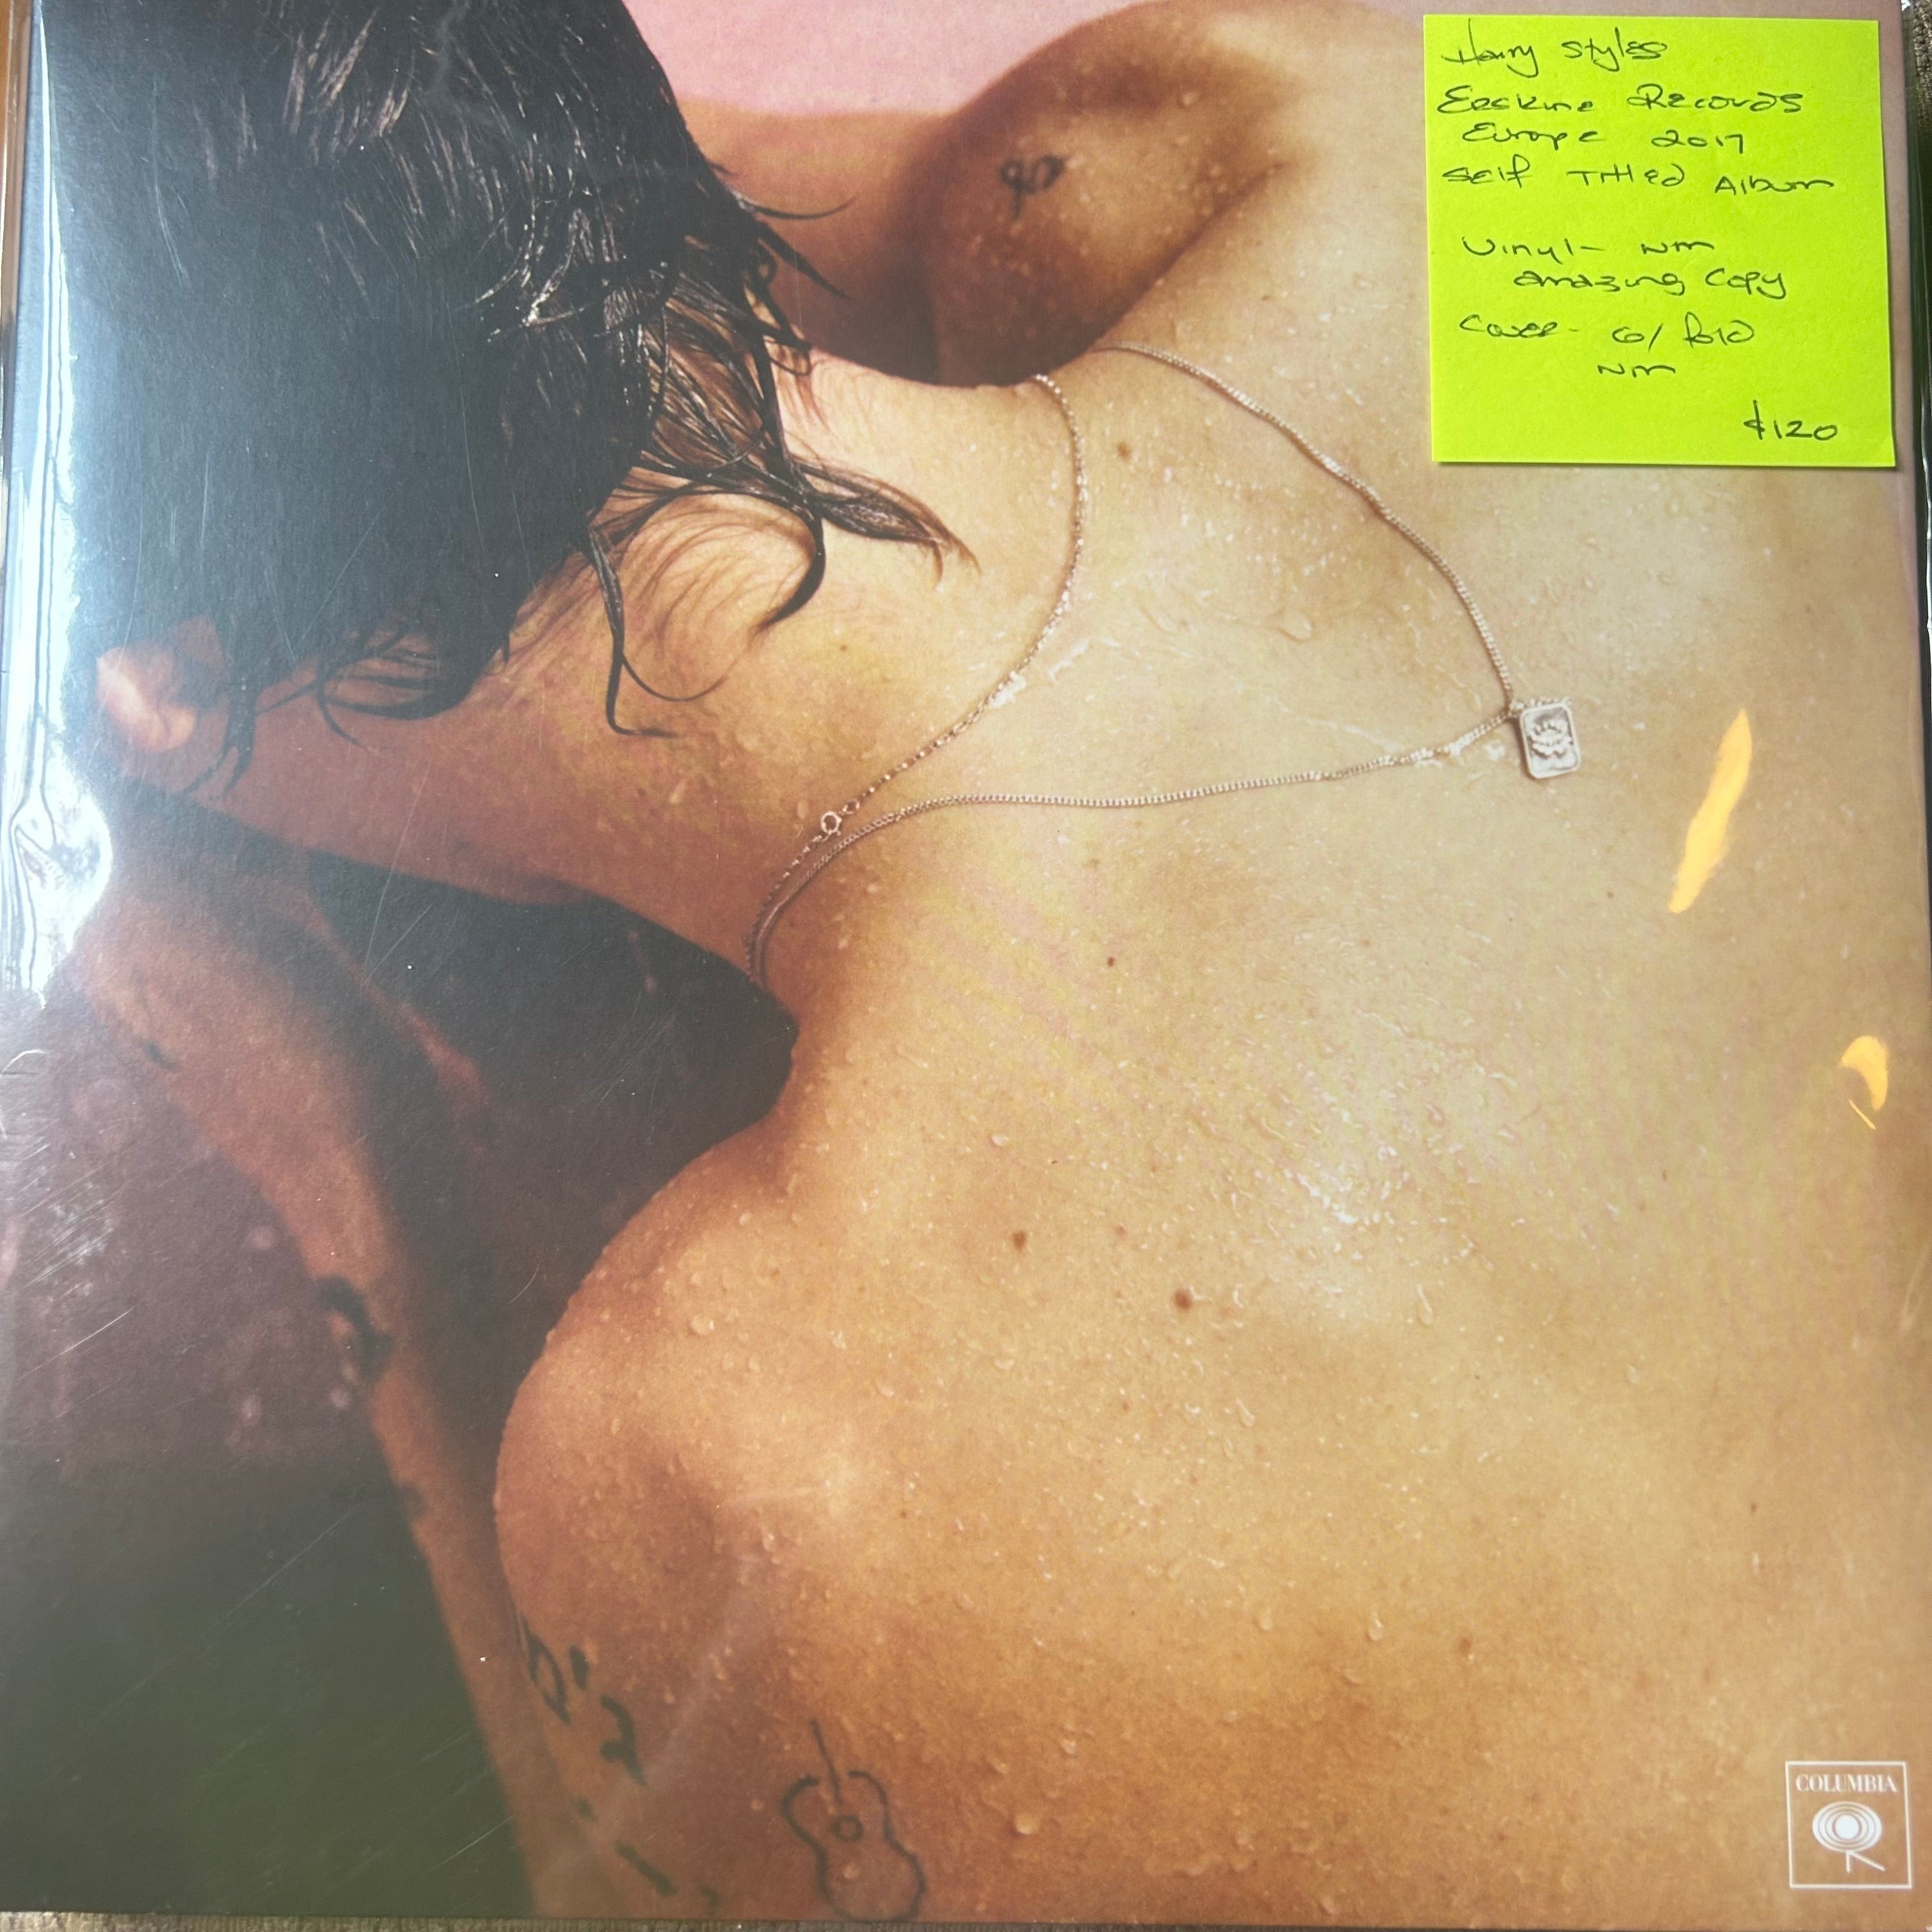 Harry Styles
Erskine Records
Europe 2017
Self Titled Album
Vinyl- NM
Amazing Copy
Cover - G/Fold
NM
$120
COLUMBIA